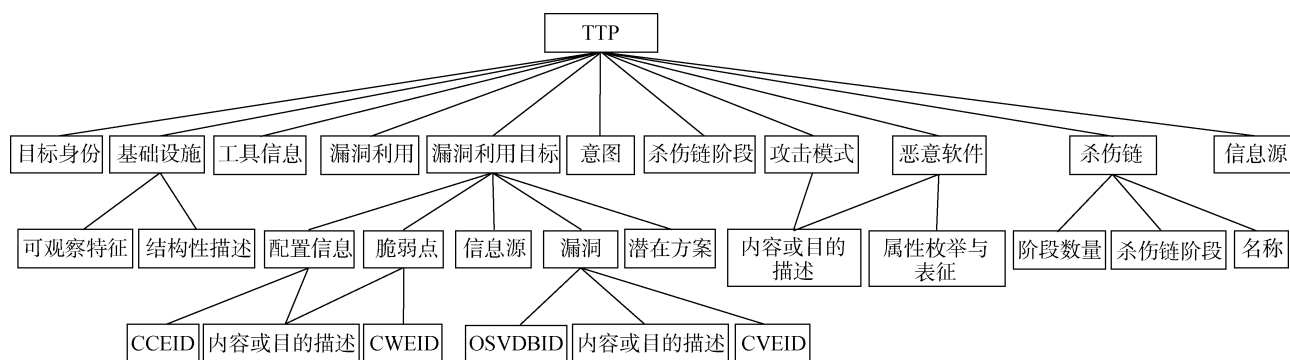 TTP
目标身份
基础设施
工具信息
漏洞利用
漏洞利用目标
意图
杀伤链阶段
攻击模式
恶意软件
杀伤链
信息源
可观察特征
结构性描述
配置信息
脆弱点
信息源
漏洞
潜在方案
内容或目的
描述
属性枚举与
表征
阶段数量
杀伤链阶段
名称
CCEID
内容或目的描述
CWEID
OSVDBID
内容或目的描述
CVEID